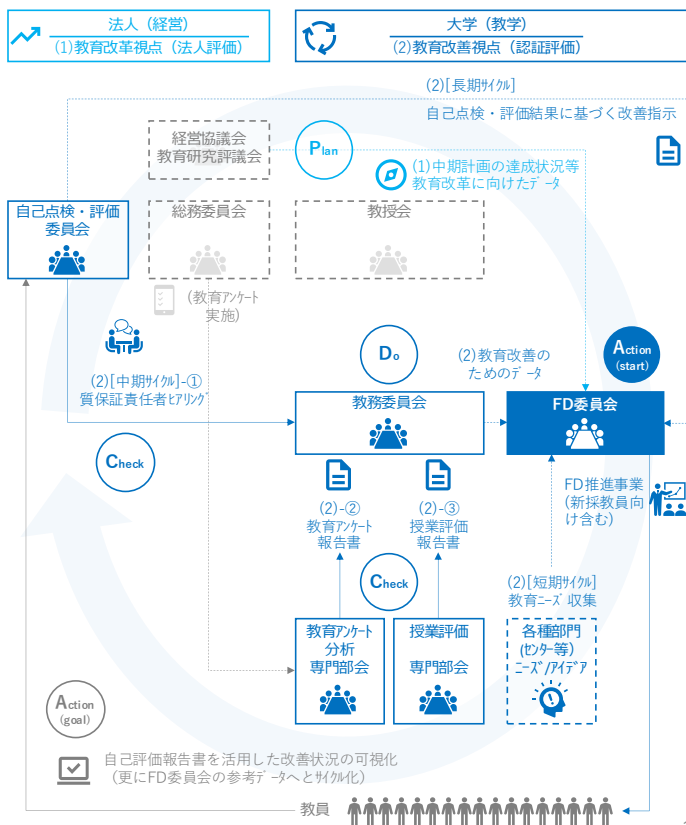 法人（経営）
(1)教育改革視点（法人評価）
大学（教学）
(2)教育改善視点（認証評価）
(2)[長期ｻｲｸﾙ]
自己点検・評価結果に基づく改善指示
経営協議会
教育研究評議会
Plan
(1)中期計画の達成状況等
教育改革に向けたﾃﾞｰﾀ
自己点検・評価
委員会
総務委員会
教授会
(教育ｱﾝｹｰﾄ
実施)
(2)[中期ｻｲｸﾙ]-①
質保証責任者ﾋｱﾘﾝｸﾞ
Do
(2)教育改善の
ためのﾃﾞｰﾀ
Action
(start)
教務委員会
FD委員会
Check
(2)-②
教育ｱﾝｹｰﾄ
報告書
(2)-③
授業評価
報告書
FD推進事業
(新採教員向
け含む)
Check
(2)[短期ｻｲｸﾙ]
教育ﾆｰｽﾞ収集
教育ｱﾝｹｰﾄ
分析
専門部会
授業評価
専門部会
各種部門
(ｾﾝﾀｰ等)
ﾆｰｽﾞ/ｱｲﾃﾞｱ
Action
(goal)
自己評価報告書を活用した改善状況の可視化
（更にFD委員会の参考ﾃﾞｰﾀへとｻｲｸﾙ化）
教員